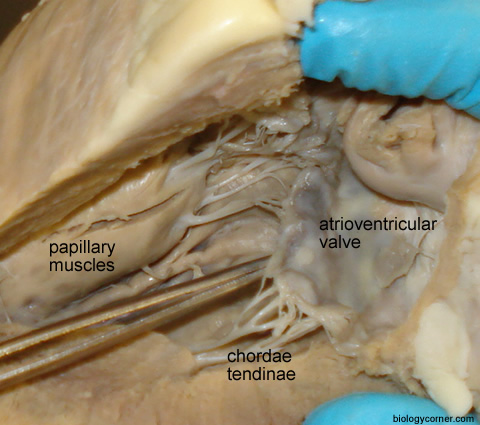 atrioventricular
valve
papillary
muscles
chordae
tendinae
biologycorner.com